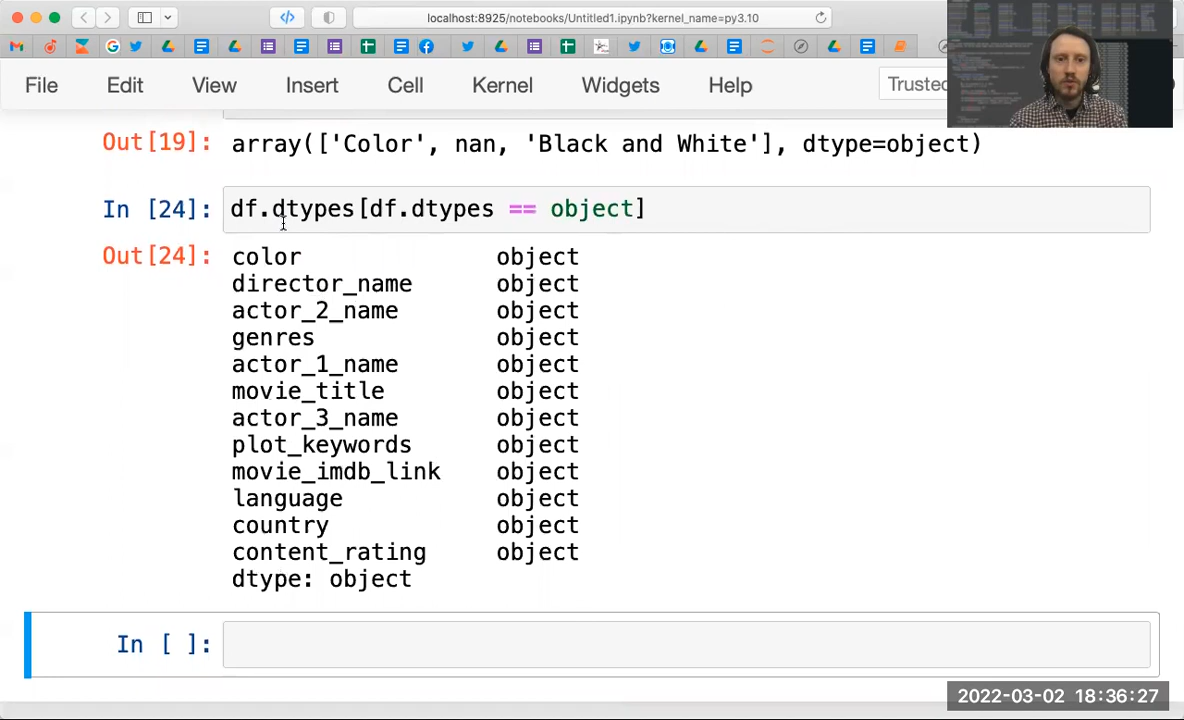 localhost:8925/notebooks/Untitled1.ipynb?kernel_name=py3.10
File Edit View Insert Cell Kernel Widgets Help Trusted
Out[19]: array(['Color', nan, 'Black and White'], dtype=object)
In [24]: df.dtypes[df.dtypes == object]
Out[24]: color object
director_name object
actor_2_name object
genres object
actor_1_name object
movie_title object
actor_3_name object
plot_keywords object
movie_imdb_link object
language object
country object
content_rating object
dtype: object
In [ ]:
2022-03-02 18:36:27